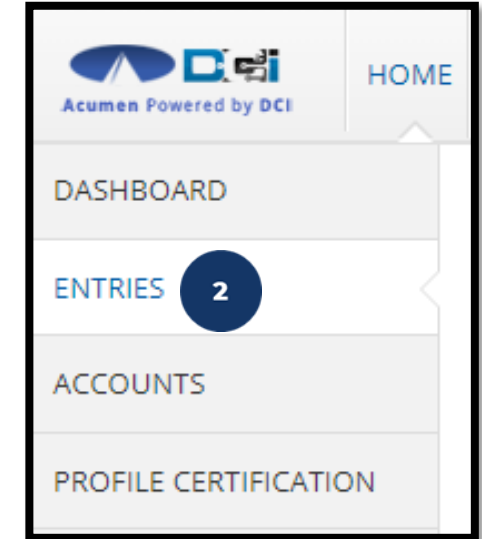 DCI
HOME
Acumen Powered by DCI
DASHBOARD
ENTRIES 2
ACCOUNTS
PROFILE CERTIFICATION